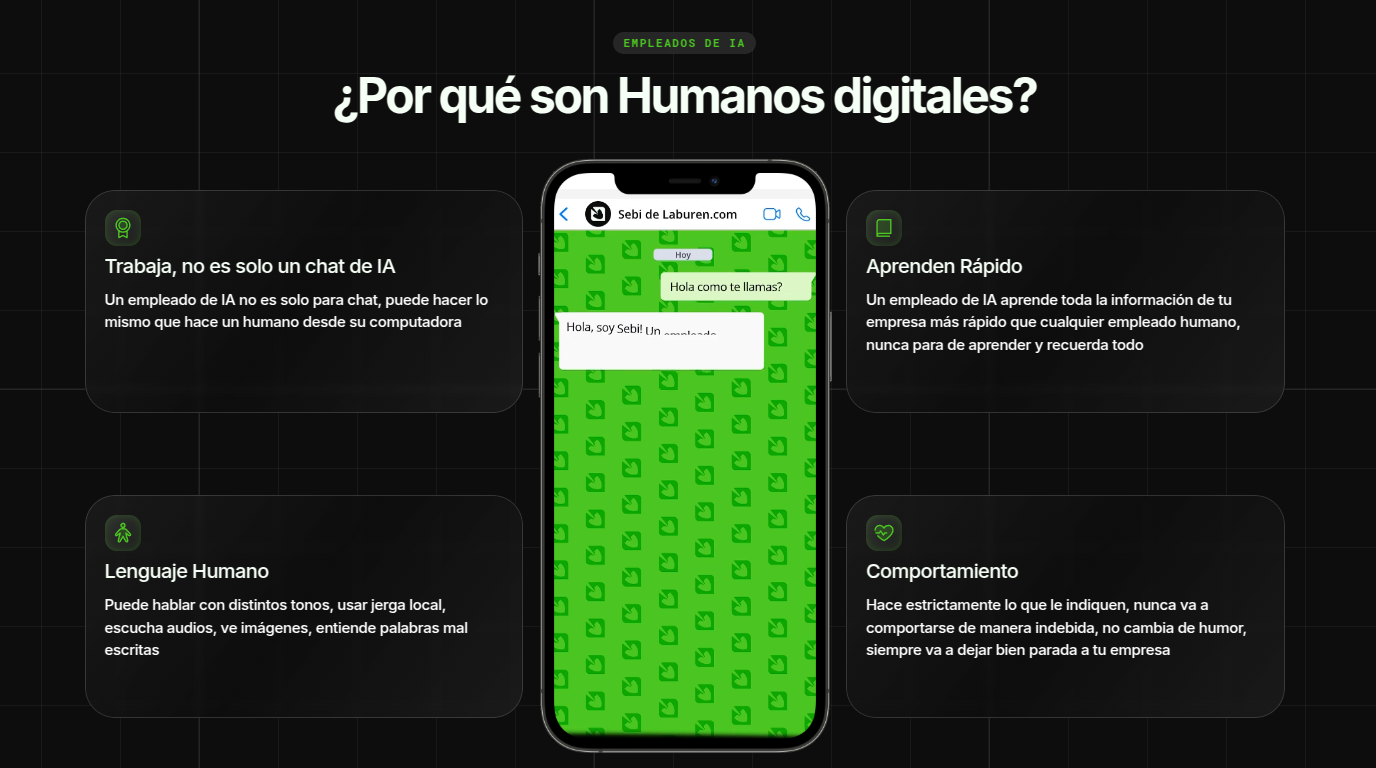 EMPLEADOS DE IA
¿Por qué son Humanos digitales?
Trabaja, no es solo un chat de IA
Un empleado de IA no es solo para chat, puede hacer lo
mismo que hace un humano desde su computadora
Lenguaje Humano
Puede hablar con distintos tonos, usar jerga local,
escucha audios, ve imágenes, entiende palabras mal
escritas
Sebi de Laburen.com
Hoy
Hola como te llamas?
Hola, soy Sebi! Un empleado
Aprenden Rápido
Un empleado de IA aprende toda la información de tu
empresa más rápido que cualquier empleado humano,
nunca para de aprender y recuerda todo
Comportamiento
Hace estrictamente lo que le indiquen, nunca va a
comportarse de manera indebida, no cambia de humor,
siempre va a dejar bien parada a tu empresa